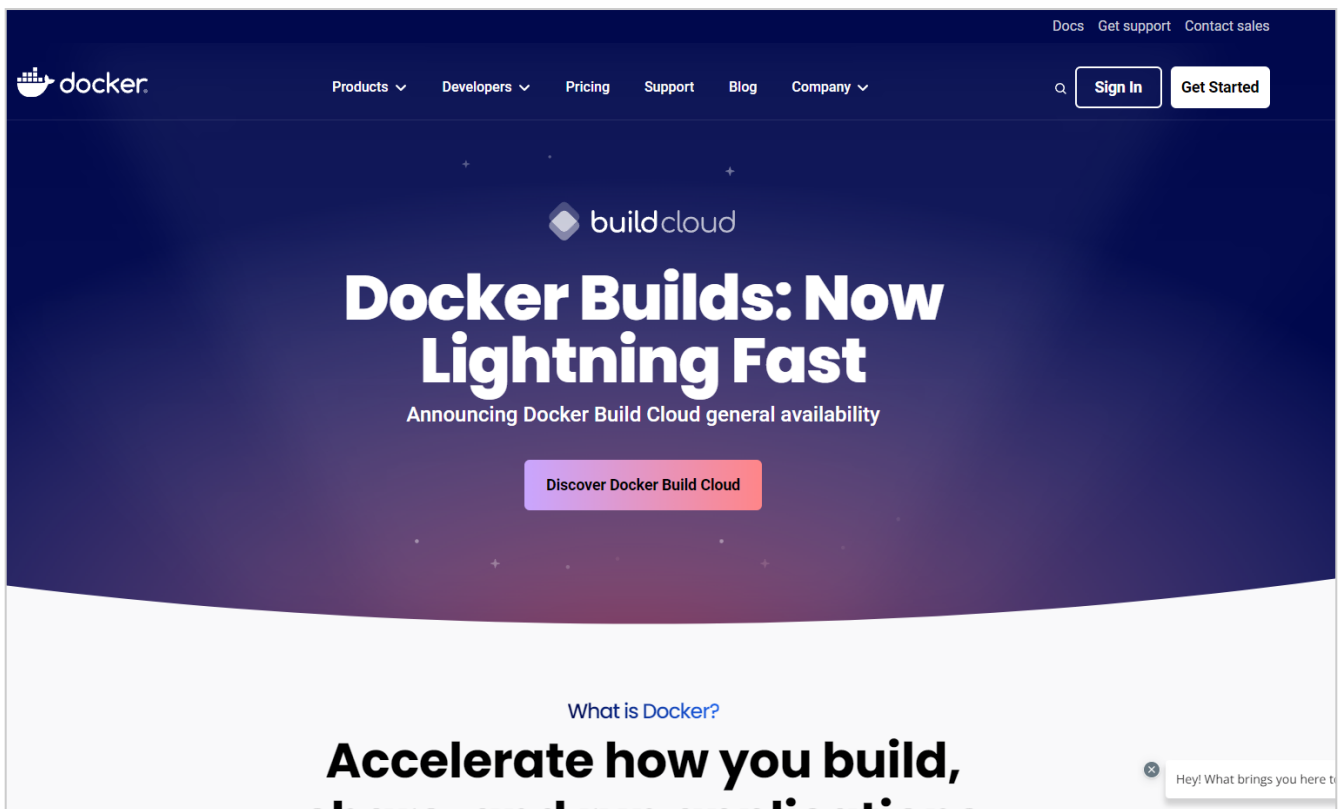 Docs Get support Contact sales
docker
Products Developers Pricing Support Blog Company Sign In Get Started
build cloud
Docker Builds: Now
Lightning Fast
Announcing Docker Build Cloud general availability
Discover Docker Build Cloud
What is Docker?
Accelerate how you build,
Hey! What brings you here